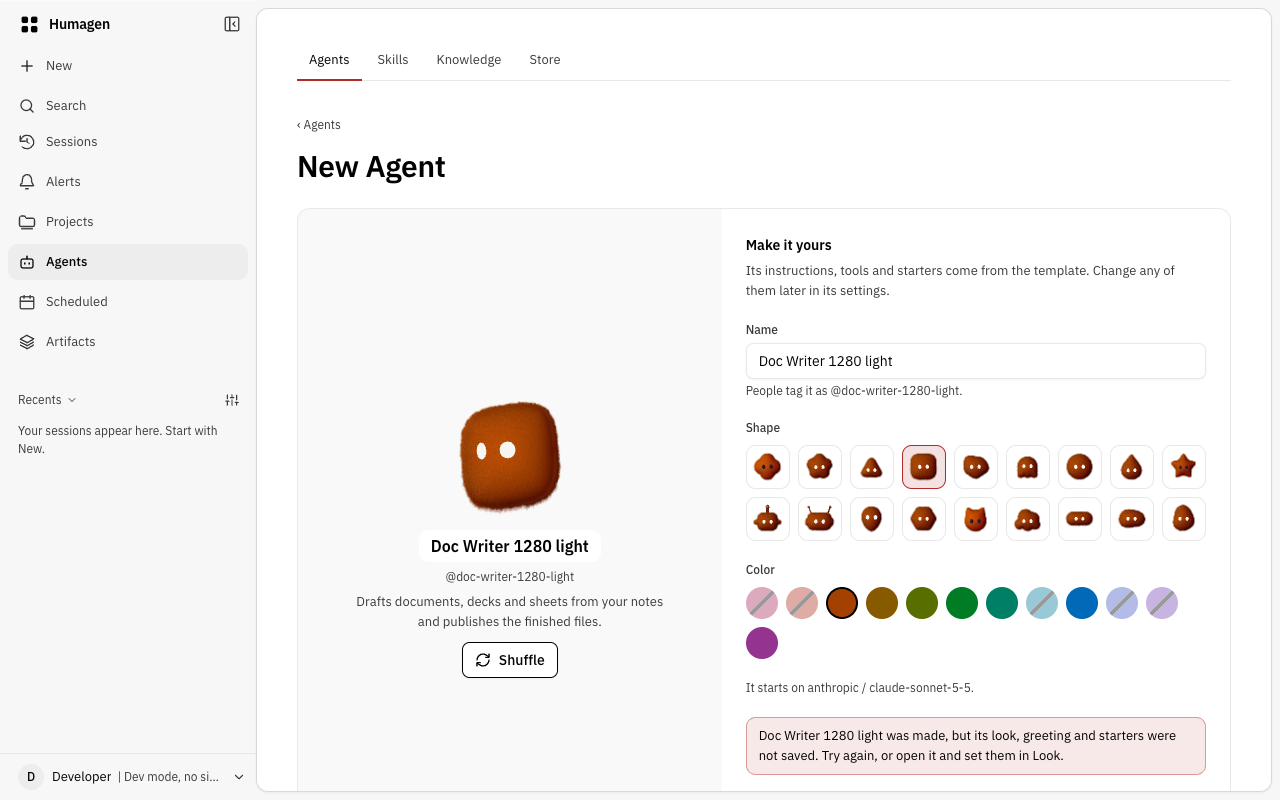 Humagen
New
Search
Sessions
Alerts
Projects
Agents
Scheduled
Artifacts
Recents
Your sessions appear here. Start with
New.
D
Developer | Dev mode, no si...
Agents
Skills
Knowledge
Store
‹ Agents
New Agent
Doc Writer 1280 light
@doc-writer-1280-light
Drafts documents, decks and sheets from your notes
and publishes the finished files.
Shuffle
Make it yours
Its instructions, tools and starters come from the template. Change any of
them later in its settings.
Name
Doc Writer 1280 light
People tag it as @doc-writer-1280-light.
Shape
Color
It starts on anthropic / claude-sonnet-5-5.
Doc Writer 1280 light was made, but its look, greeting and starters were
not saved. Try again, or open it and set them in Look.